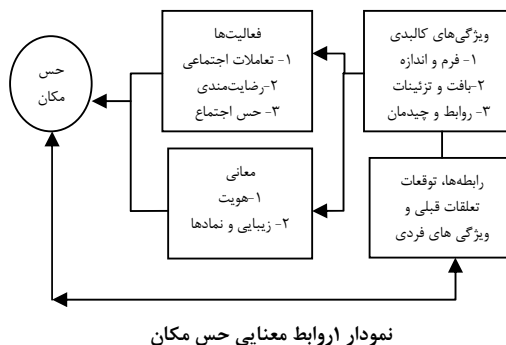 ویژگی‌های کالبدی
۱- فرم و اندازه
۲-بافت و تزئینات
۳- روابط و چیدمان
رابطه‌ها، توقعات
تعلقات قبلی و
ویژگی های فردی
فعالیت‌ها
۱- تعاملات اجتماعی
۲-رضایت‌مندی
۳- حس اجتماع
معانی
۱-هویت
۲- زیبایی و نمادها
حس
مکان
نمودار ۱روابط معنایی حس مکان